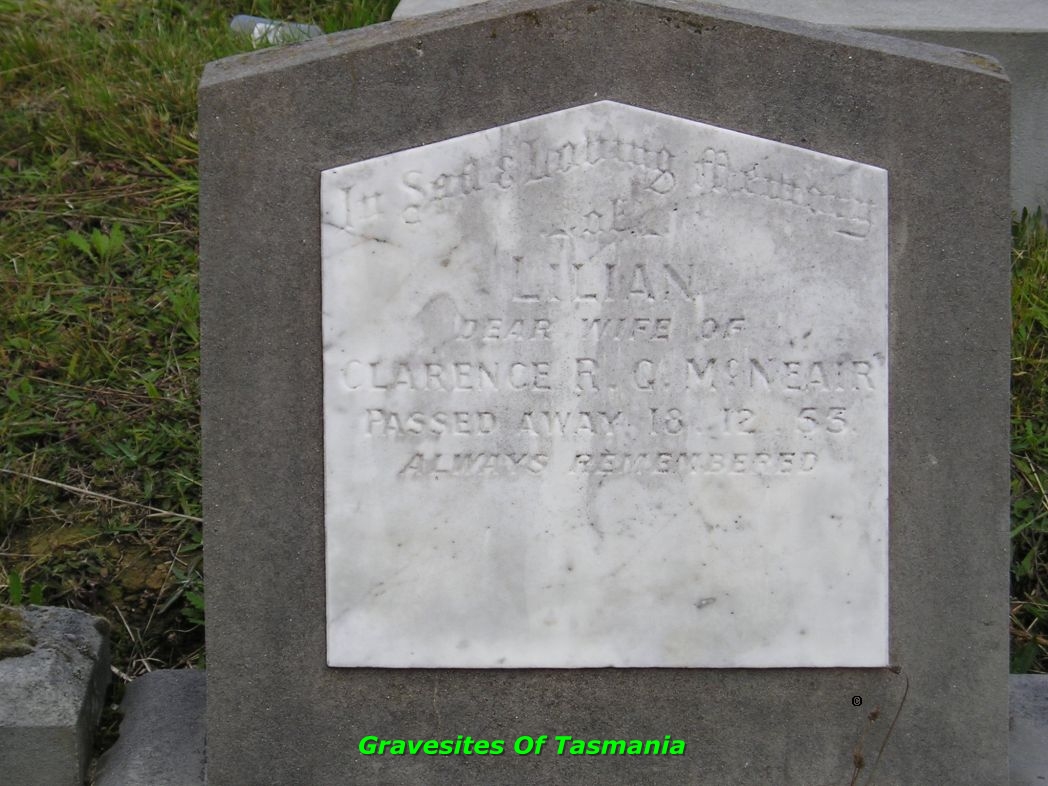 In Sad & Loving Memory
of
LILIAN
DEAR WIFE OF
CLARENCE R. G. McNEAIR
PASSED AWAY 18 . 12 .
ALWAYS REMEMBERED
©
Gravesites Of Tasmania